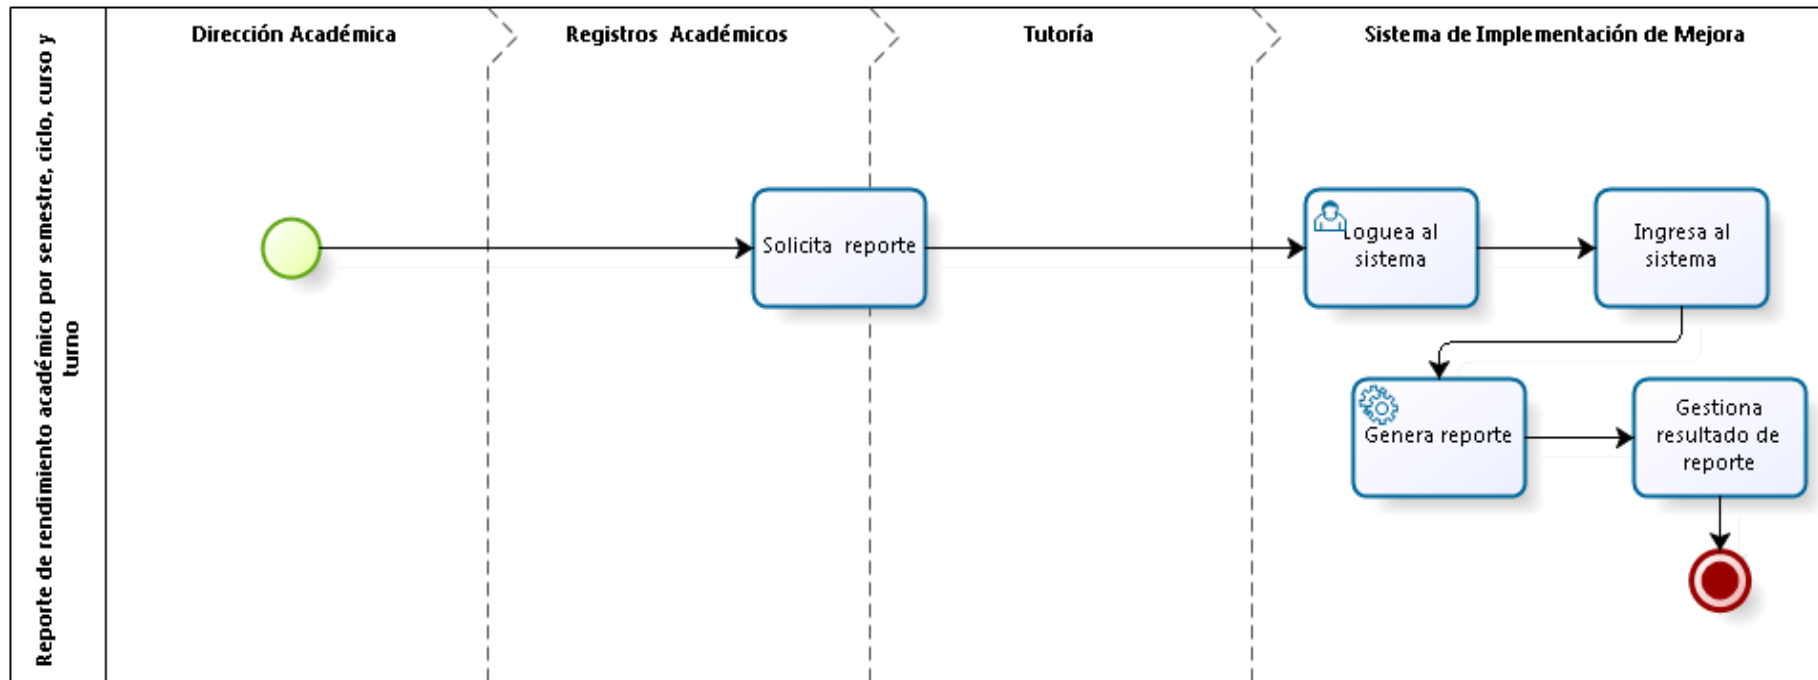 Reporte de rendimiento académico por semestre, ciclo, curso y
turno
Dirección Académica
Registros Académicos
Tutoría
Sistema de Implementación de Mejora
Solicita reporte
Loguea al
sistema
Ingresa al
sistema
Genera reporte
Gestiona
resultado de
reporte